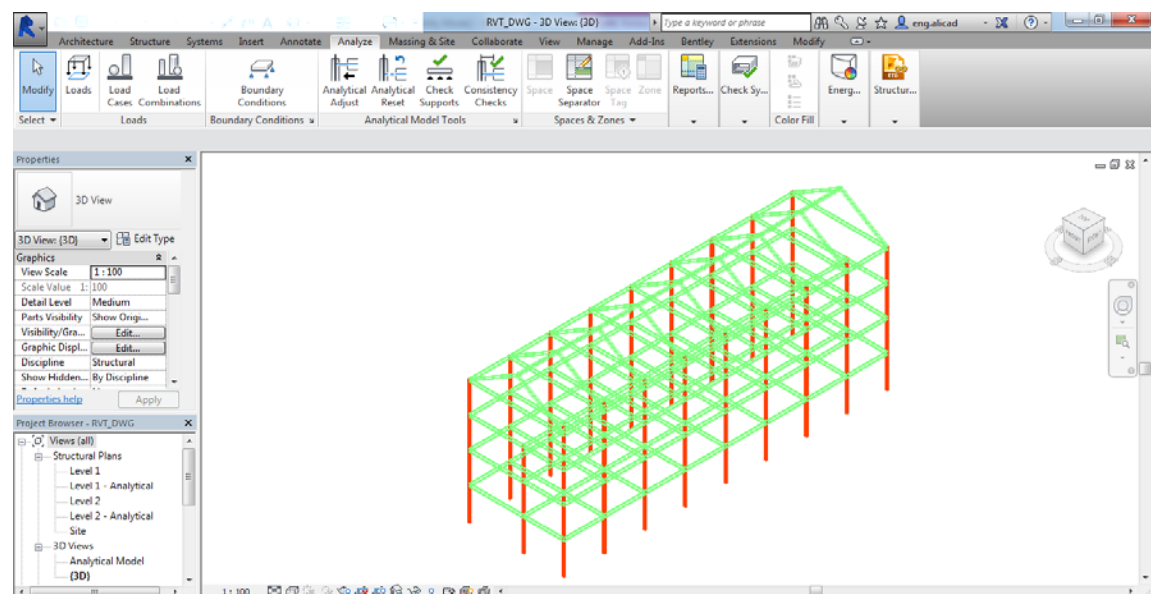 RVT_DWG - 3D View: {3D}
Type a keyword or phrase
eng.alicad
Architecture Structure Systems Insert Annotate Analyze Massing & Site Collaborate View Manage Add-Ins Bentley Extensions Modify
Modify Loads Load Cases Load Combinations Boundary Conditions Analytical Adjust Analytical Reset Check Supports Consistency Checks Space Space Separator Space Tag Zone Reports... Check Sy... Energ... Structur...
Select Loads Boundary Conditions Analytical Model Tools Spaces & Zones Color Fill
Properties
3D View
3D View: {3D} Edit Type
Graphics
View Scale 1 : 100
Scale Value 1: 100
Detail Level Medium
Parts Visibility Show Origi...
Visibility/Gra... Edit...
Graphic Displ... Edit...
Discipline Structural
Show Hidden... By Discipline
Properties help Apply
Project Browser - RVT_DWG
Views (all)
Structural Plans
Level 1
Level 1 - Analytical
Level 2
Level 2 - Analytical
Site
3D Views
Analytical Model
{3D}
1 : 100